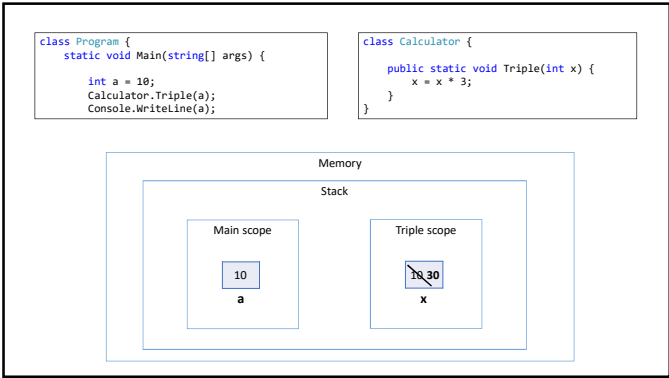 class Program {
    static void Main(string[] args) {
        int a = 10;
        Calculator.Triple(a);
        Console.WriteLine(a);
class Calculator {
    public static void Triple(int x) {
        x = x * 3;
    }
}
Memory
Stack
Main scope
10
a
Triple scope
10 30
x